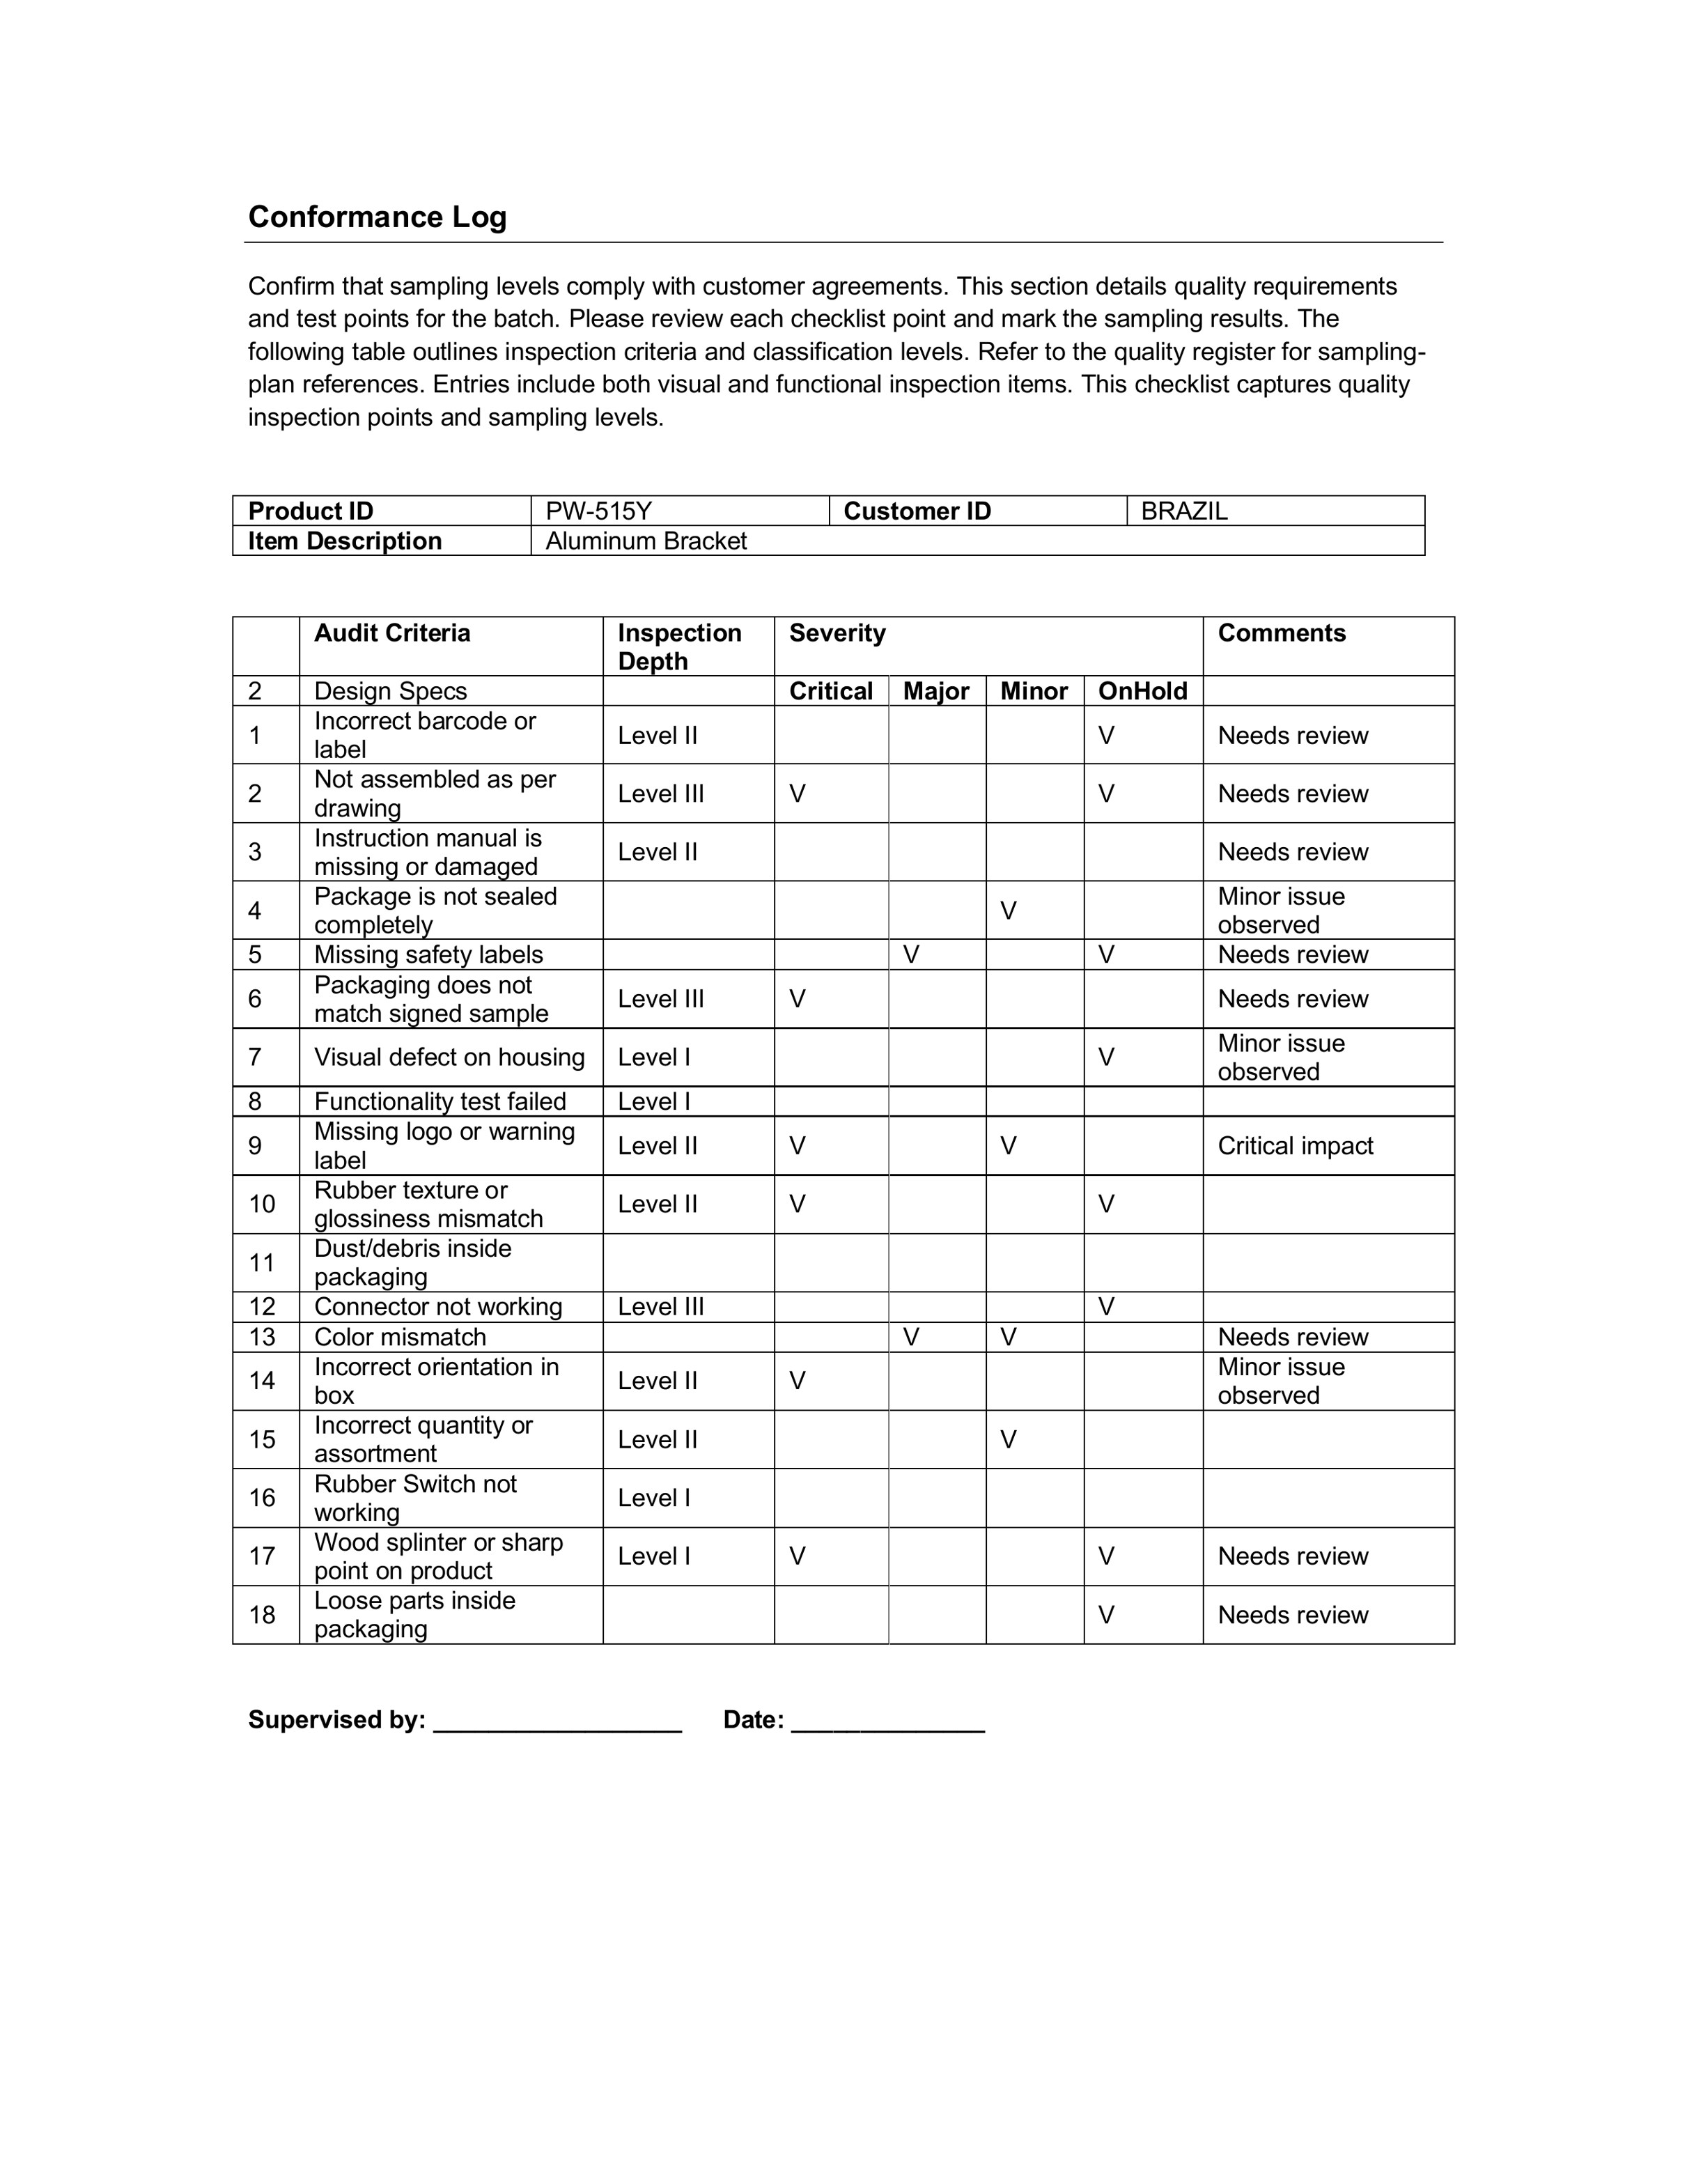 Conformance Log
Confirm that sampling levels comply with customer agreements. This section details quality requirements
and test points for the batch. Please review each checklist point and mark the sampling results. The
following table outlines inspection criteria and classification levels. Refer to the quality register for sampling-
plan references. Entries include both visual and functional inspection items. This checklist captures quality
inspection points and sampling levels.
Product ID PW-515Y Customer ID BRAZIL
Item Description Aluminum Bracket
Audit Criteria Inspection Severity Comments
Depth
2 Design Specs Critical Major Minor OnHold
Incorrect barcode or
1 Level II V Needs review
label
Not assembled as per
2 Level III V V Needs review
drawing
Instruction manual is
3 Level II Needs review
missing or damaged
Package is not sealed Minor issue
4 V
completely observed
5 Missing safety labels V V Needs review
Packaging does not
6 Level III V Needs review
match signed sample
Minor issue
7 Visual defect on housing Level I V
observed
8 Functionality test failed Level I
Missing logo or warning
9 Level II V V Critical impact
label
Rubber texture or
10 Level II V V
glossiness mismatch
Dust/debris inside
11
packaging
12 Connector not working Level III V
13 Color mismatch V V Needs review
Incorrect orientation in Minor issue
14 Level II V
box observed
Incorrect quantity or
15 Level II V
assortment
Rubber Switch not
16 Level I
working
Wood splinter or sharp
17 Level I V V Needs review
point on product
Loose parts inside
18 V Needs review
packaging
Supervised by: __________________ Date: ______________